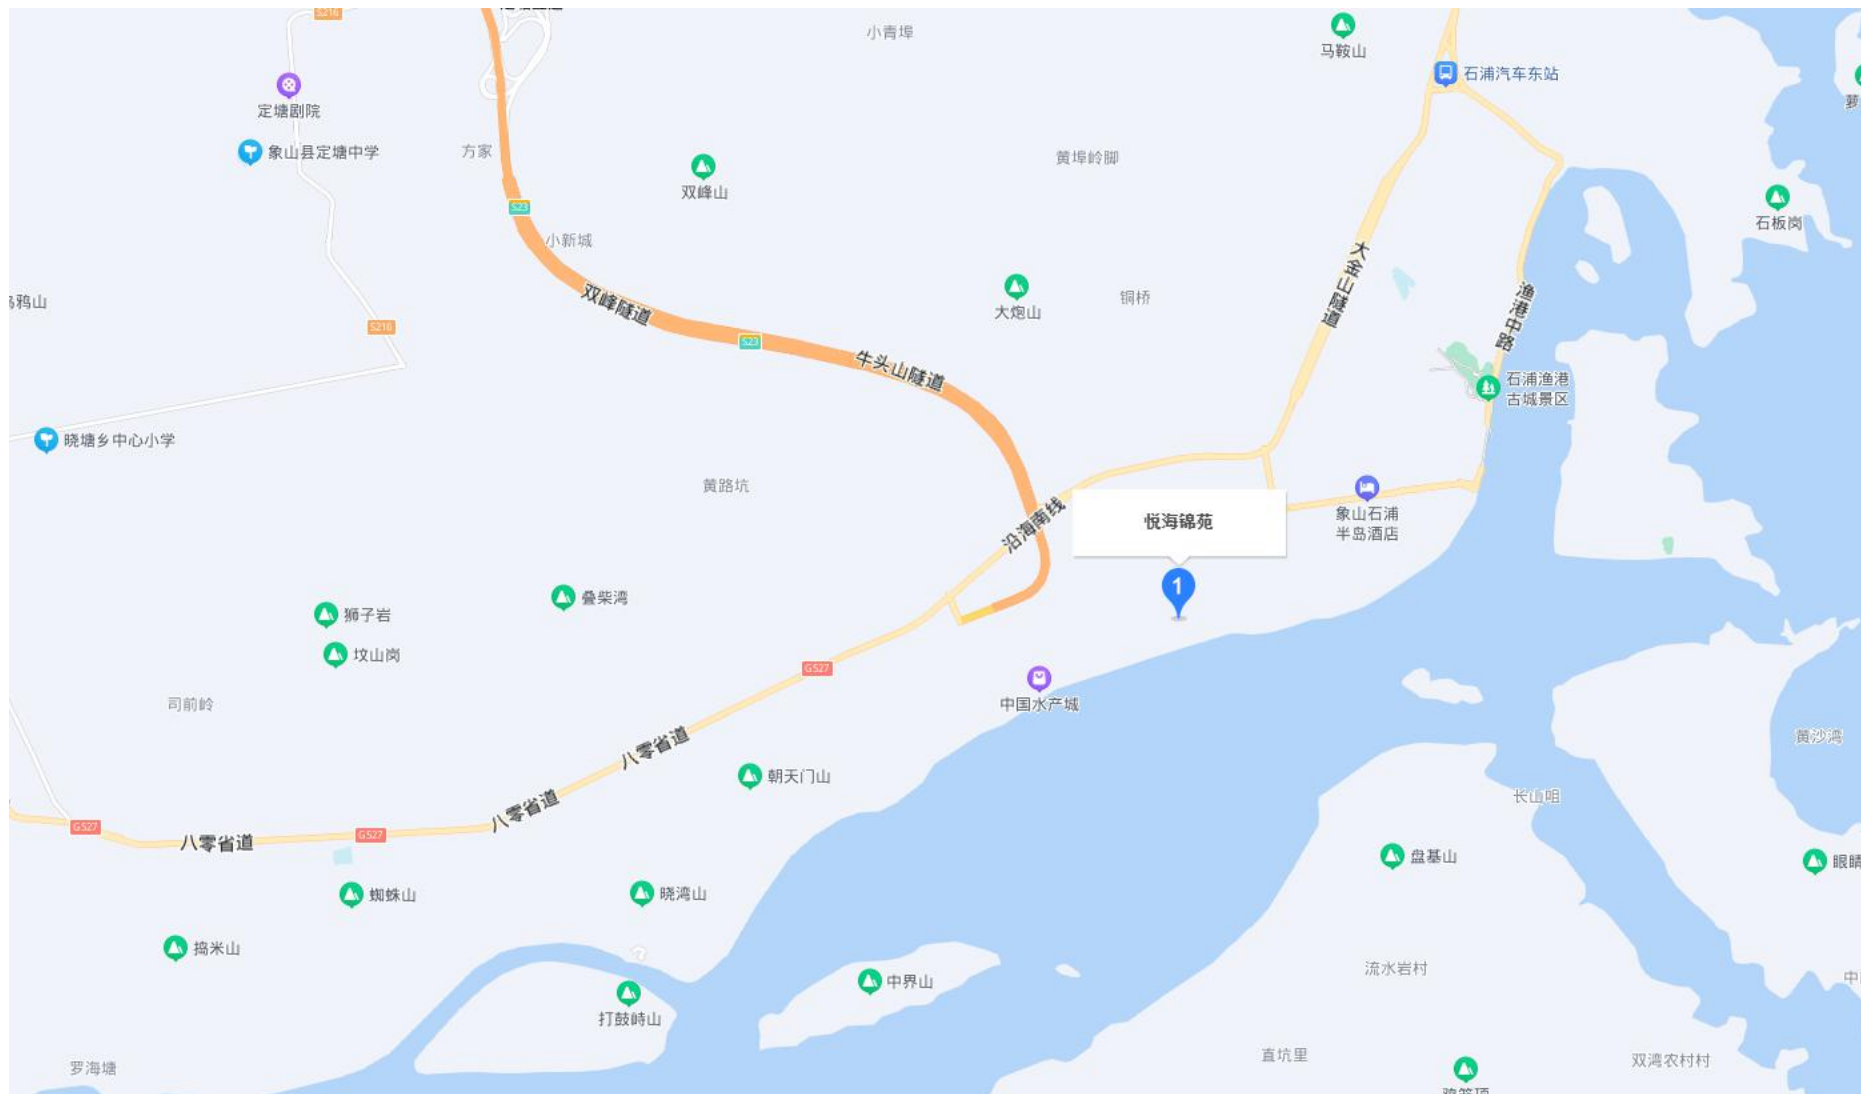 S216
小青埠
马鞍山
石浦汽车东站
定塘剧院
象山县定塘中学
方家
双峰山
黄埠岭脚
石板岗
S23
小新城
大金山隧道
双峰隧道
大炮山
铜桥
渔港中路
S216
S23
牛头山隧道
石浦渔港
古城景区
晓塘乡中心小学
黄路坑
沿海南线
悦海锦苑
象山石浦
半岛酒店
1
叠柴湾
狮子岩
坟山岗
G527
司前岭
中国水产城
八零省道
黄沙湾
朝天门山
长山咀
八零省道
G527
G527
八零省道
盘基山
眼睛
蜘蛛山
晓湾山
捣米山
流水岩村
中界山
打鼓峙山
罗海塘
直坑里
双湾农村村